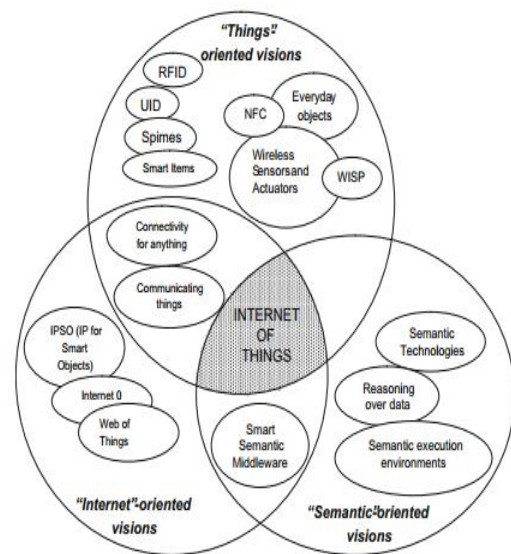 “Things”-
oriented visions
RFID
UID
Spimes
Smart Items
NFC
Everyday
objects
Wireless
Sensors and
Actuators
WISP
Connectivity
for anything
Communicating
things
INTERNET
OF
THINGS
IPSO (IP for
Smart
Objects)
Internet 0
Web of
Things
Semantic
Technologies
Reasoning
over data
Semantic execution
environments
Smart
Semantic
Middleware
“Internet”-oriented
visions
“Semantic”-oriented
visions